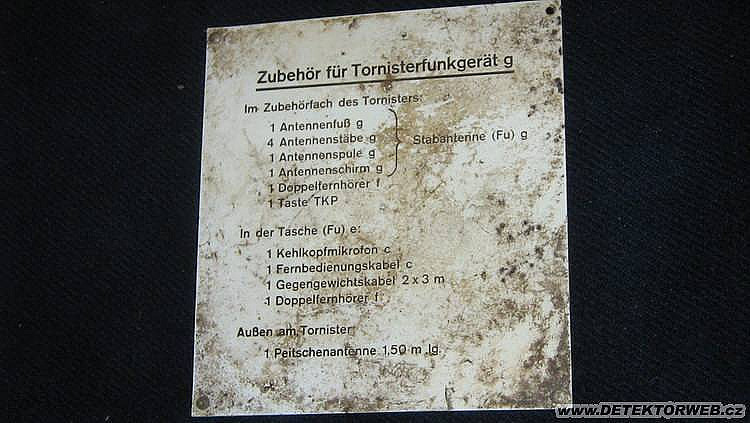 Zubehör für Tornisterfunkgerät g
Im Zubehörfach des Tornisters:
1 Antennenfuß g
4 Antennenstäbe g
1 Antennenspule g
1 Antennenschirm g
Stabantenne (Fu) g
1 Doppelfernhörer f
1 Taste TKP
In der Tasche (Fu) e:
1 Kehlkopfmikrofon c
1 Fernbedienungskabel c
1 Gegengewichtskabel 2 x 3 m
1 Doppelfernhörer f
Außen am Tornister:
1 Peitschenantenne 1,50 m lg.
www.DETEKTORWEB.cz